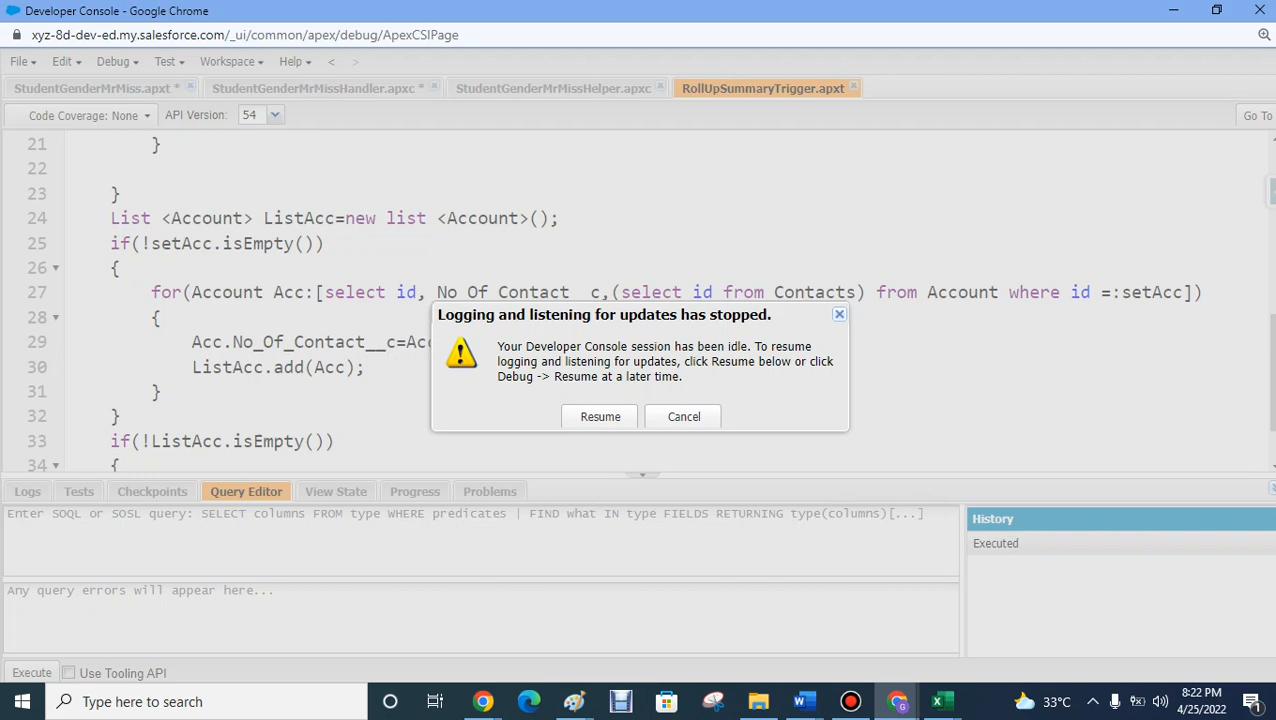 Developer Console - Google Chrome
xyz-8d-dev-ed.my.salesforce.com/_ui/common/apex/debug/ApexCSIPage
File Edit Debug Test Workspace Help < >
StudentGenderMrMiss.apxt * StudentGenderMrMissHandler.apxc * StudentGenderMrMissHelper.apxc RollUpSummaryTrigger.apxt
Code Coverage: None API Version: 54 Go To
21 }
22
23 }
24 List <Account> ListAcc=new list <Account>();
25 if(!setAcc.isEmpty())
26 {
27 for(Account Acc:[select id, No_Of_Contact__c,(select id from Contacts) from Account where id =:setAcc])
28 {
29 Acc.No_Of_Contact__c=Acc
30 ListAcc.add(Acc);
31 }
32 }
33 if(!ListAcc.isEmpty())
34 {
Logging and listening for updates has stopped.
Your Developer Console session has been idle. To resume
logging and listening for updates, click Resume below or click
Debug -> Resume at a later time.
Resume Cancel
Logs Tests Checkpoints Query Editor View State Progress Problems
Enter SOQL or SOSL query: SELECT columns FROM type WHERE predicates | FIND what IN type FIELDS RETURNING type(columns)[...]
Any query errors will appear here...
History
Executed
Execute Use Tooling API
Type here to search
33°C
8:22 PM
4/25/2022
1